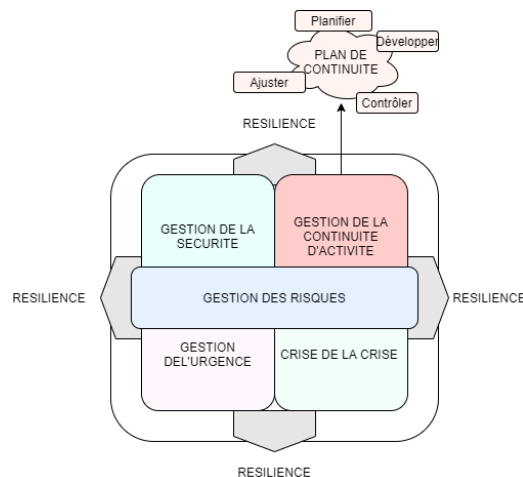 Planifier
Développer
PLAN DE
CONTINUITE
Ajuster
Contrôler
RESILIENCE
GESTION DE LA
SECURITE
GESTION DE LA
CONTINUITE
D'ACTIVITE
RESILIENCE
GESTION DES RISQUES
RESILIENCE
GESTION
DEL'URGENCE
CRISE DE LA CRISE
RESILIENCE